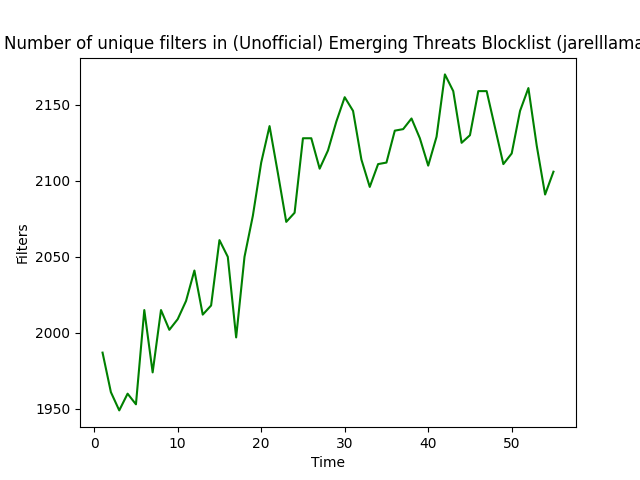 Number of unique filters in (Unofficial) Emerging Threats Blocklist (jarelllama
2150
2100
2050
2000
1950
Filters
0 10 20 30 40 50
Time